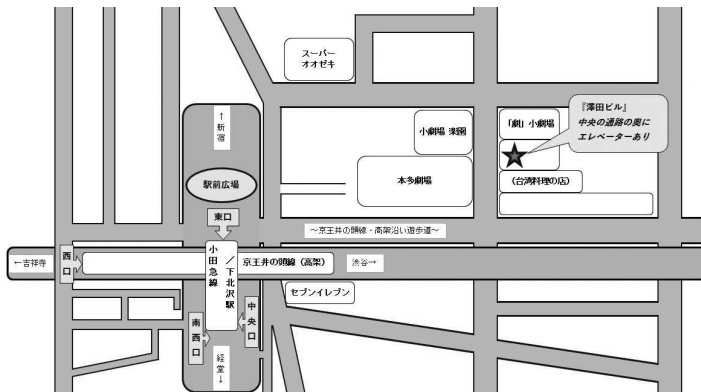 スーパー
オオゼキ
↑新宿
小劇場 楽園
「劇」小劇場
『澤田ビル』
中央の通路の奥に
エレベーターあり
本多劇場
(台湾料理の店)
駅前広場
東口
～京王井の頭線・高架沿い遊歩道～
←吉祥寺
西口
小田急線
／下北沢駅
京王井の頭線（高架）
渋谷→
セブンイレブン
南西口
中央口
経堂↓